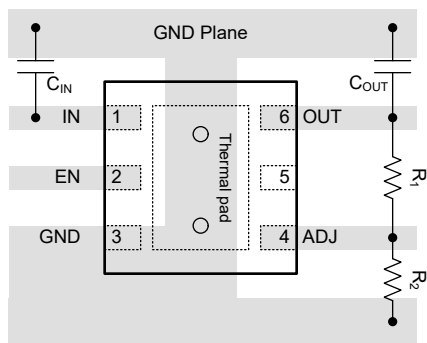 GND Plane
C_IN
C_OUT
IN 1
6 OUT
EN 2
5
GND 3
4 ADJ
Thermal pad
R_1
R_2